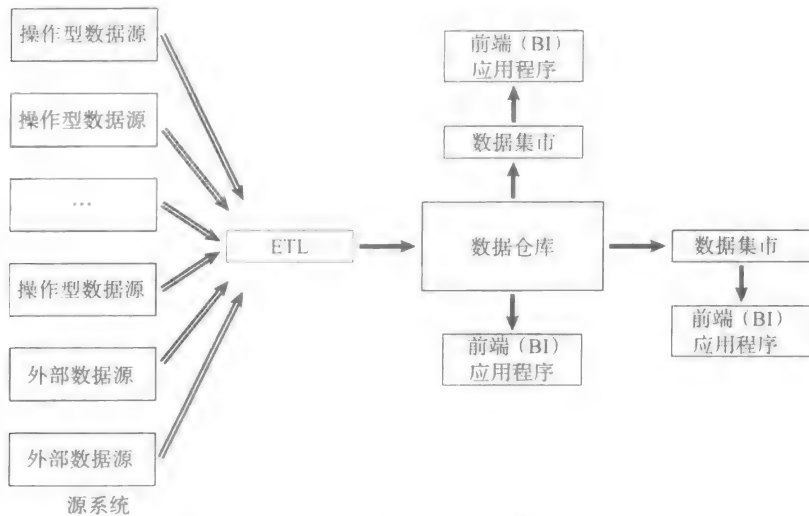 操作型数据源
操作型数据源
…
操作型数据源
外部数据源
外部数据源
源系统
ETL
前端（BI）
应用程序
数据集市
数据仓库
前端（BI）
应用程序
数据集市
前端（BI）
应用程序